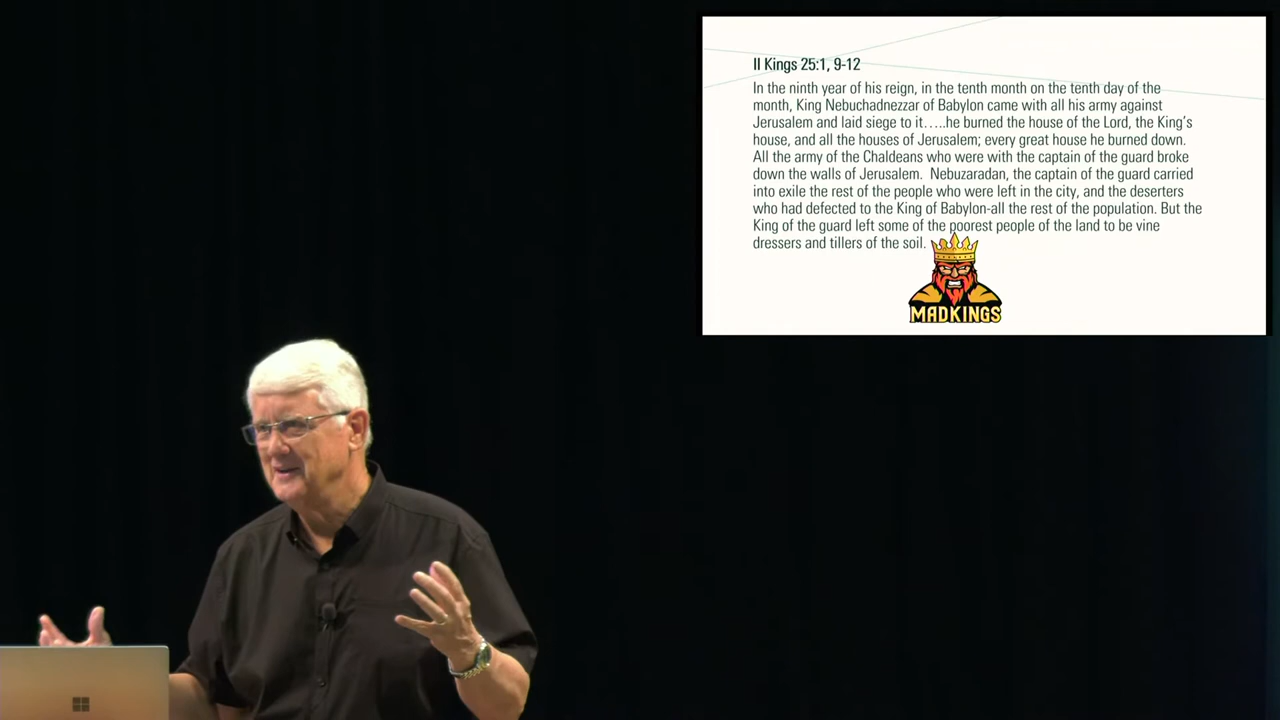 II Kings 25:1, 9-12
In the ninth year of his reign, in the tenth month on the tenth day of the
month, King Nebuchadnezzar of Babylon came with all his army against
Jerusalem and laid siege to it…..he burned the house of the Lord, the King's
house, and all the houses of Jerusalem; every great house he burned down.
All the army of the Chaldeans who were with the captain of the guard broke
down the walls of Jerusalem.  Nebuzaradan, the captain of the guard carried
into exile the rest of the people who were left in the city, and the deserters
who had defected to the King of Babylon-all the rest of the population. But the
King of the guard left some of the poorest people of the land to be vine
dressers and tillers of the soil.
MADKINGS